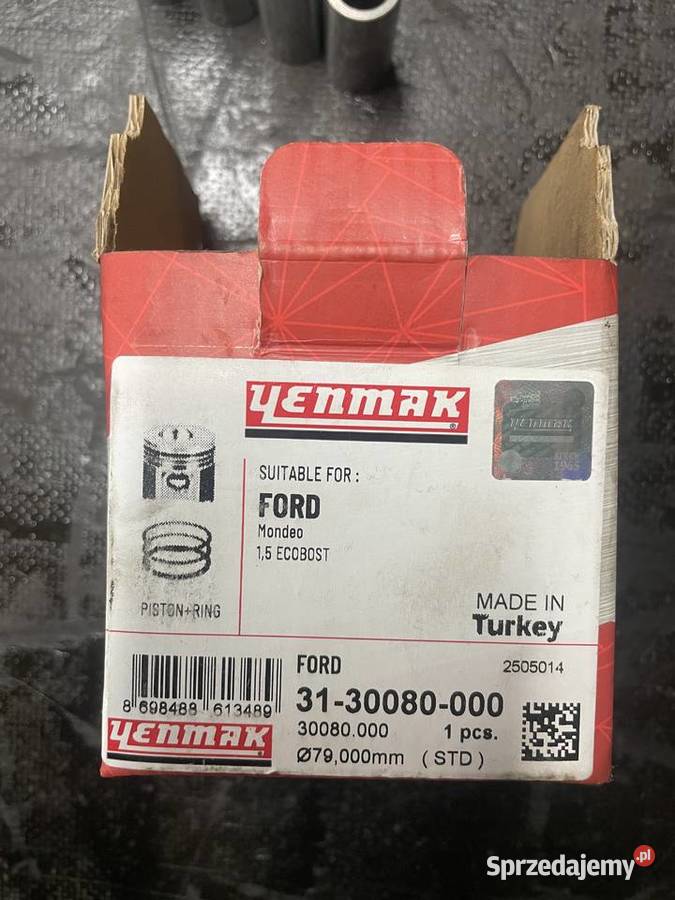 YENMAK
YENMAK
SUITABLE FOR :
FORD
Mondeo
1,5 ECOBOST
PISTON+RING
MADE IN
Turkey
FORD
2505014
8 698488 613489
31-30080-000
30080.000 1 pcs.
YENMAK
Ø79,000mm ( STD )
Sprzedajemy.pl